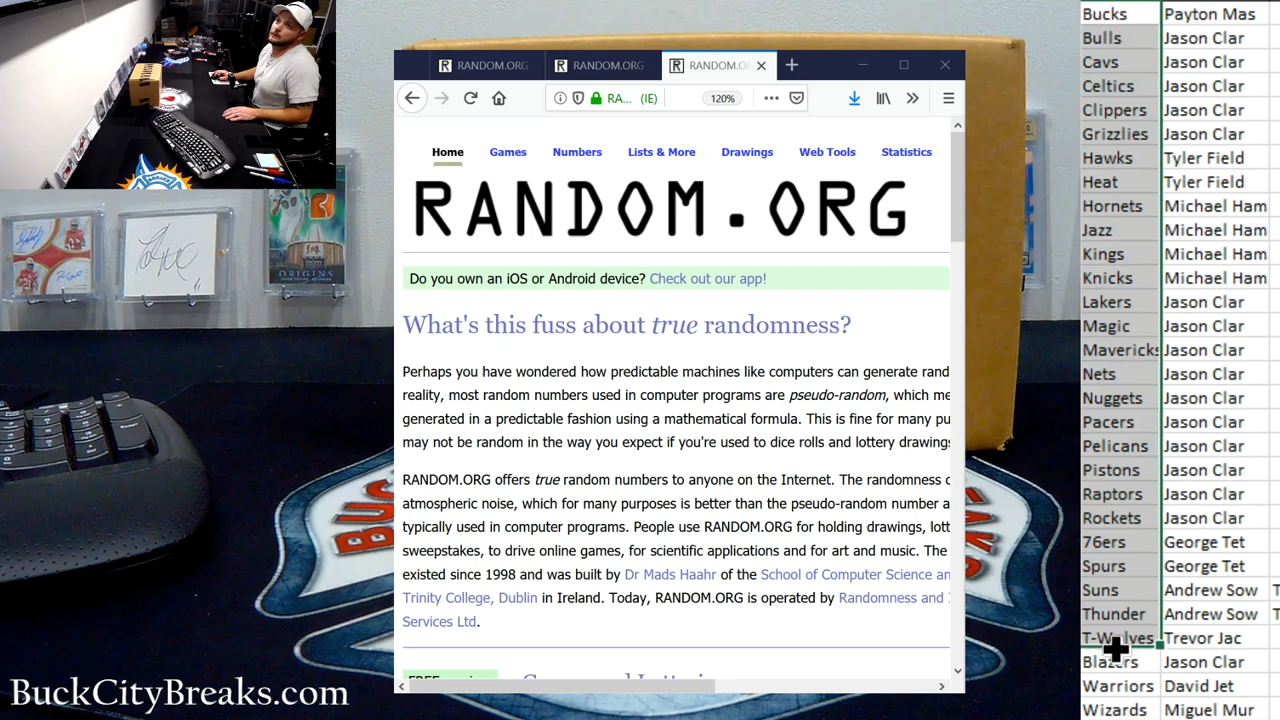 RANDOM.ORG
RANDOM.ORG
RANDOM.O
RA... (IE)
120%
Home Games Numbers Lists & More Drawings Web Tools Statistics
RANDOM.ORG
Do you own an iOS or Android device? Check out our app!
What's this fuss about true randomness?
Perhaps you have wondered how predictable machines like computers can generate rand
reality, most random numbers used in computer programs are pseudo-random, which me
generated in a predictable fashion using a mathematical formula. This is fine for many pu
may not be random in the way you expect if you're used to dice rolls and lottery drawings
RANDOM.ORG offers true random numbers to anyone on the Internet. The randomness c
atmospheric noise, which for many purposes is better than the pseudo-random number a
typically used in computer programs. People use RANDOM.ORG for holding drawings, lott
sweepstakes, to drive online games, for scientific applications and for art and music. The
existed since 1998 and was built by Dr Mads Haahr of the School of Computer Science an
Trinity College, Dublin in Ireland. Today, RANDOM.ORG is operated by Randomness and
Services Ltd.
Bucks Payton Mas
Bulls Jason Clar
Cavs Jason Clar
Celtics Jason Clar
Clippers Jason Clar
Grizzlies Jason Clar
Hawks Tyler Field
Heat Tyler Field
Hornets Michael Ham
Jazz Michael Ham
Kings Michael Ham
Knicks Michael Ham
Lakers Jason Clar
Magic Jason Clar
Mavericks Jason Clar
Nets Jason Clar
Nuggets Jason Clar
Pacers Jason Clar
Pelicans Jason Clar
Pistons Jason Clar
Raptors Jason Clar
Rockets Jason Clar
76ers George Tet
Spurs George Tet
Suns Andrew Sow T
Thunder Andrew Sow T
T-Wolves Trevor Jac
Blazers Jason Clar
Warriors David Jet
Wizards Miguel Mur
ORIGINS
BuckCityBreaks.com